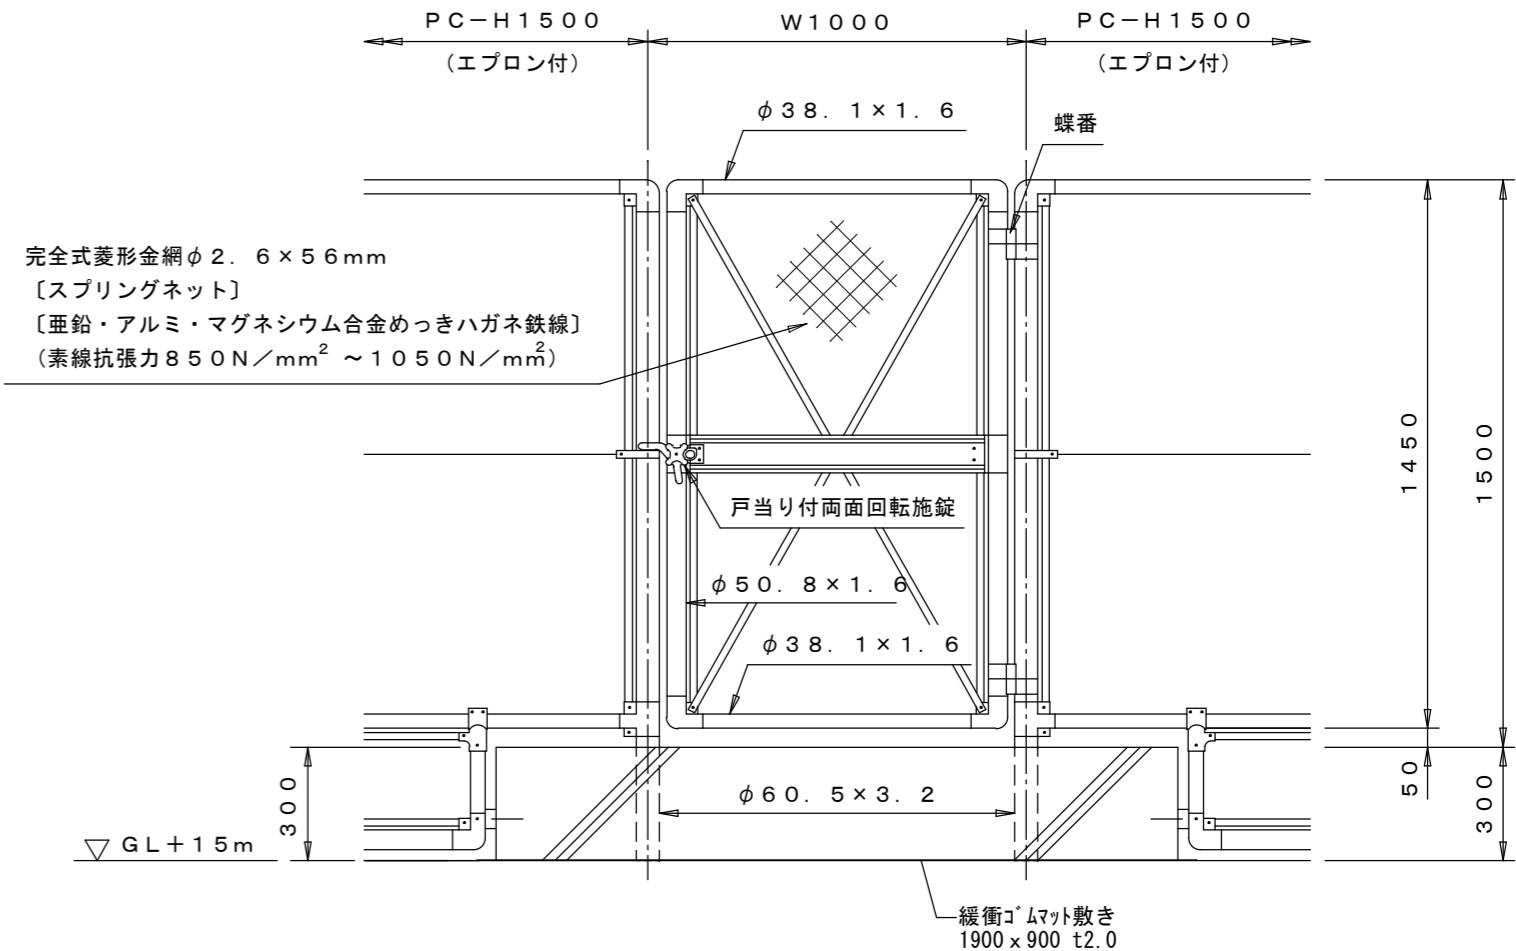 PC-H1500
W1000
PC-H1500
(エプロン付)
(エプロン付)
φ38.1×1.6
蝶番
完全式菱形金網φ2.6×56mm
〔スプリングネット〕
〔亜鉛・アルミ・マグネシウム合金めっきハガネ鉄線〕
(素線抗張力850N/mm² ~1050N/mm²)
1450
1500
戸当り付両面回転施錠
φ50.8×1.6
φ38.1×1.6
300
φ60.5×3.2
50
300
▽ GL+15m
緩衝ゴムマット敷き
1900x900 t2.0